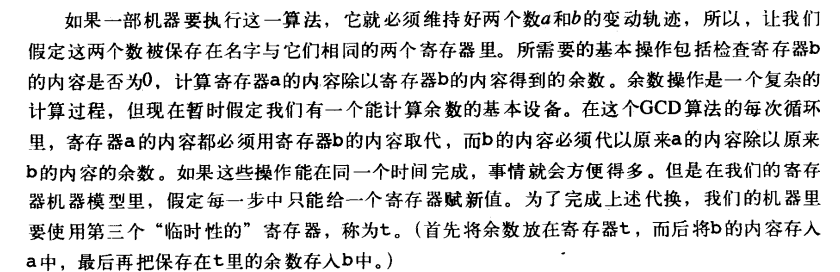 如果一部机器要执行这一算法，它就必须维持好两个数a和b的变动轨迹，所以，让我们
假定这两个数被保存在名字与它们相同的两个寄存器里。所需要的基本操作包括检查寄存器b
的内容是否为0，计算寄存器a的内容除以寄存器b的内容得到的余数。余数操作是一个复杂的
计算过程，但现在暂时假定我们有一个能计算余数的基本设备。在这个GCD算法的每次循环
里，寄存器a的内容都必须用寄存器b的内容取代，而b的内容必须代以原来a的内容除以原来
b的内容的余数。如果这些操作能在同一个时间完成，事情就会方便得多。但是在我们的寄存
器机器模型里，假定每一步中只能给一个寄存器赋新值。为了完成上述代换，我们的机器里
要使用第三个“临时性的”寄存器，称为t。（首先将余数放在寄存器t，而后将b的内容存入
a中，最后再把保存在t里的余数存入b中。）